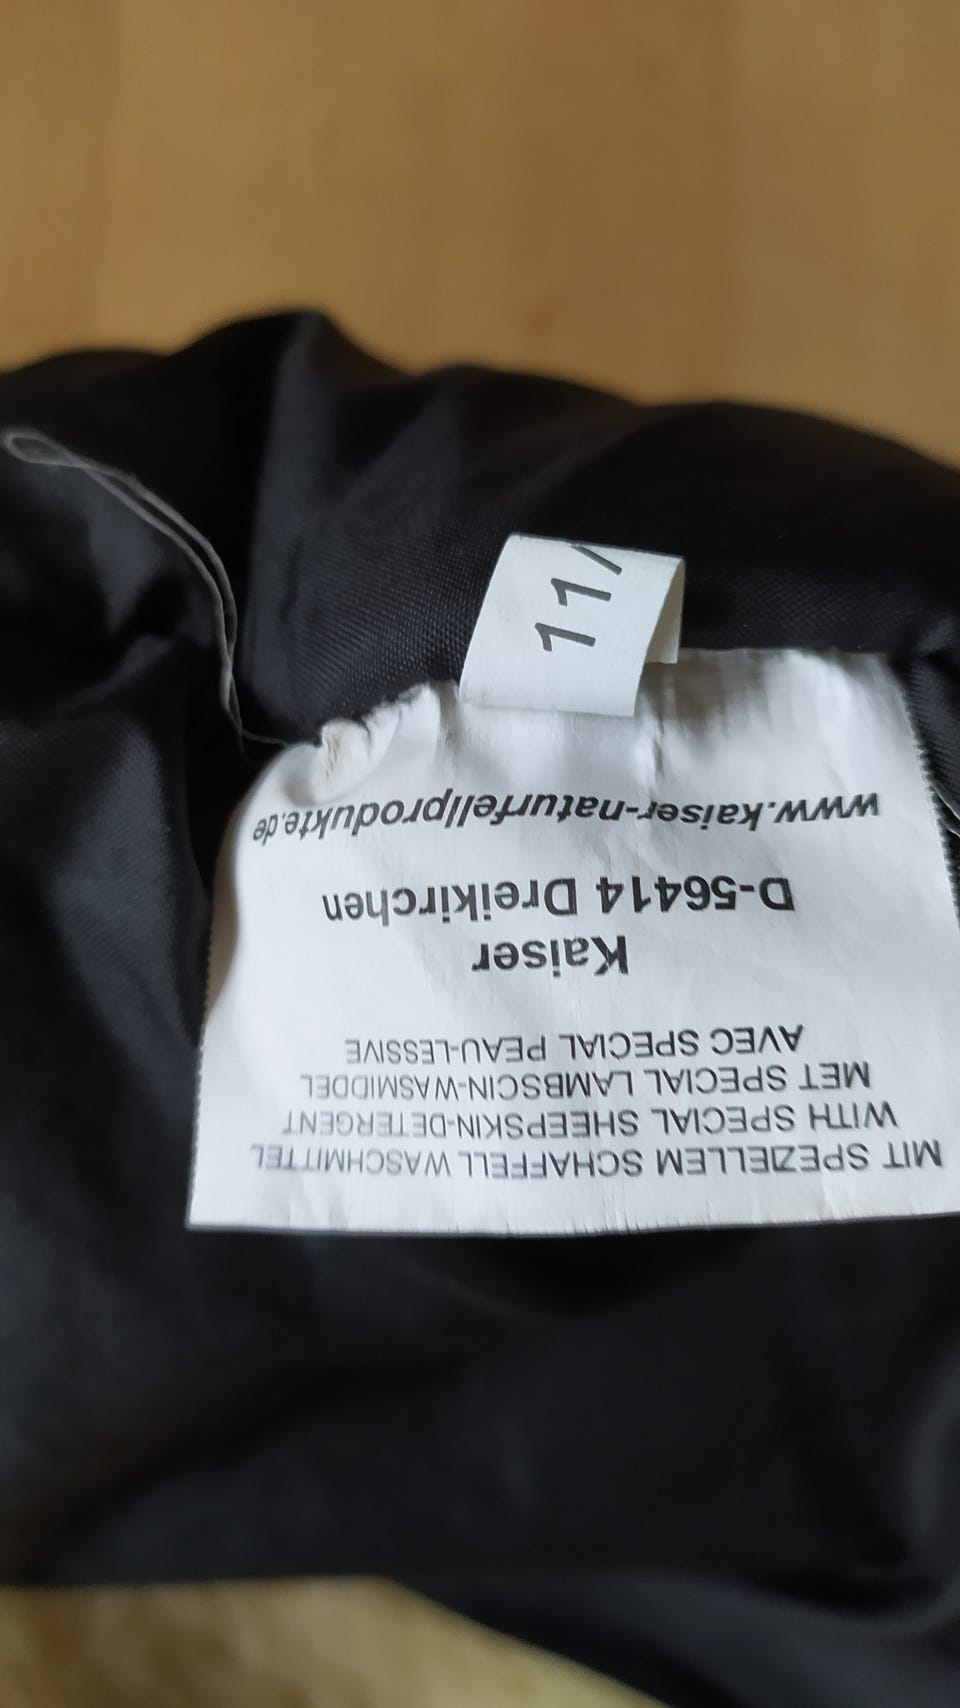 MIT SPEZIELLEM SCHAFFELL WASCHMITTEL
WITH SPECIAL SHEEPSKIN-DETERGENT
MET SPECIAL LAMBSCIN-WASMIDDEL
AVEC SPECIAL PEAU-LESSIVE
Kaiser
D-56414 Dreikirchen
www.kaiser-naturfellprodukte.de
11/